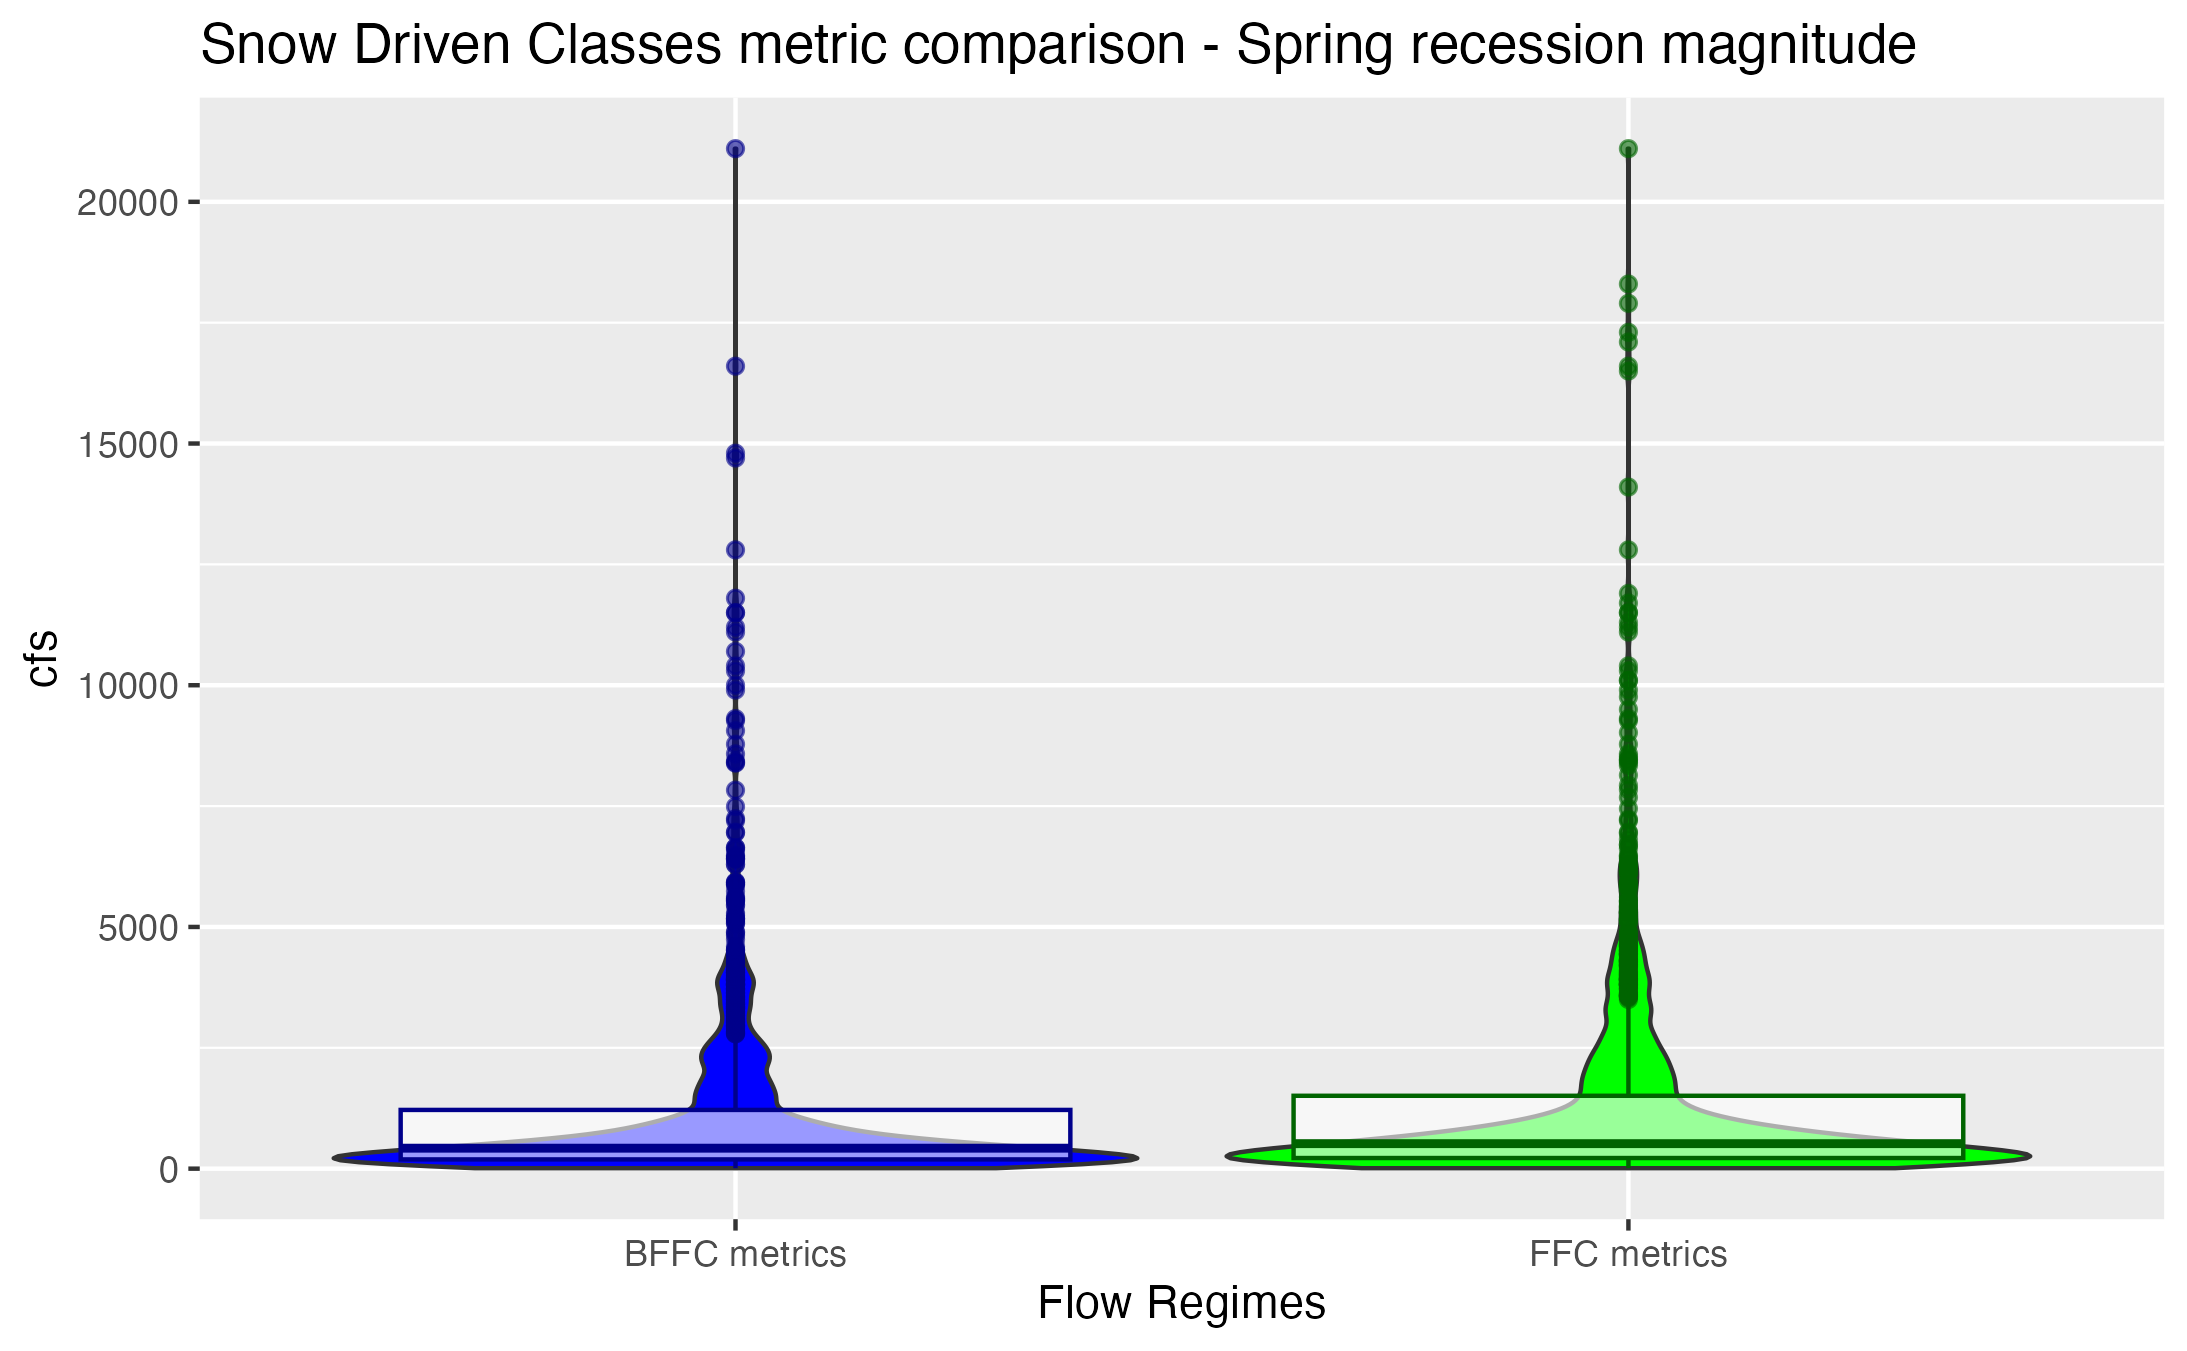 Snow Driven Classes metric comparison - Spring recession magnitude
20000
15000
10000
5000
0
cfs
BFFC metrics
FFC metrics
Flow Regimes